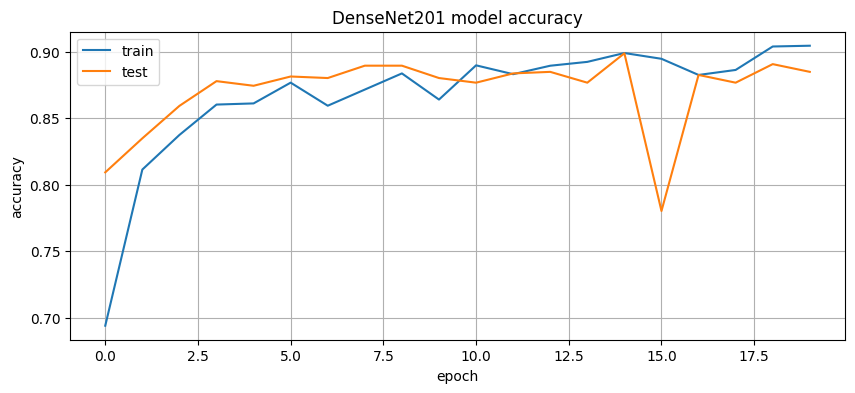 DenseNet201 model accuracy
train
test
0.90
0.85
0.80
0.75
0.70
accuracy
0.0 2.5 5.0 7.5 10.0 12.5 15.0 17.5
epoch